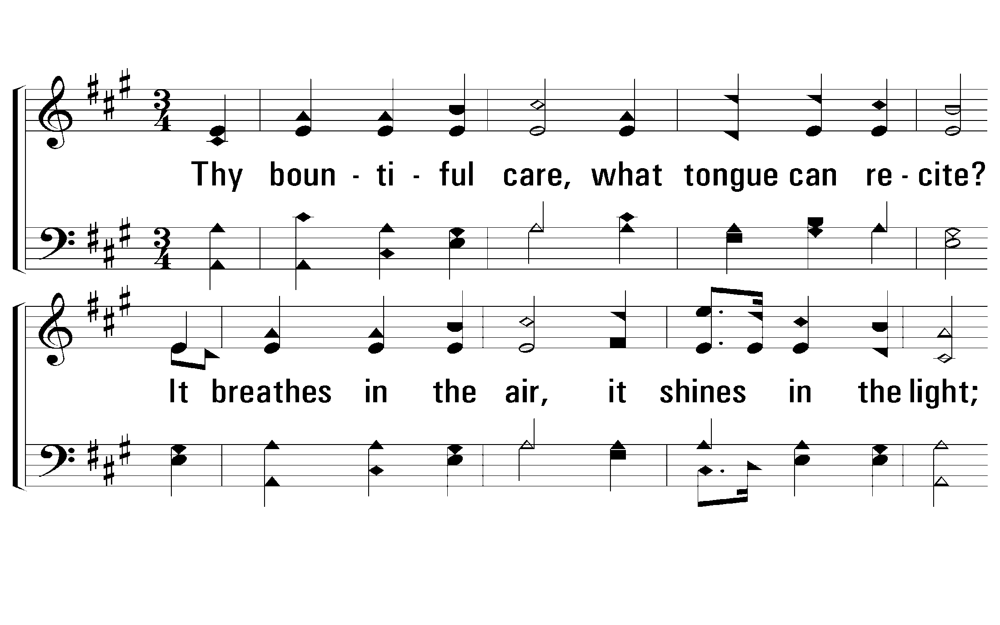 Thy boun - ti - ful care, what tongue can re - cite?
It breathes in the air, it shines in the light;